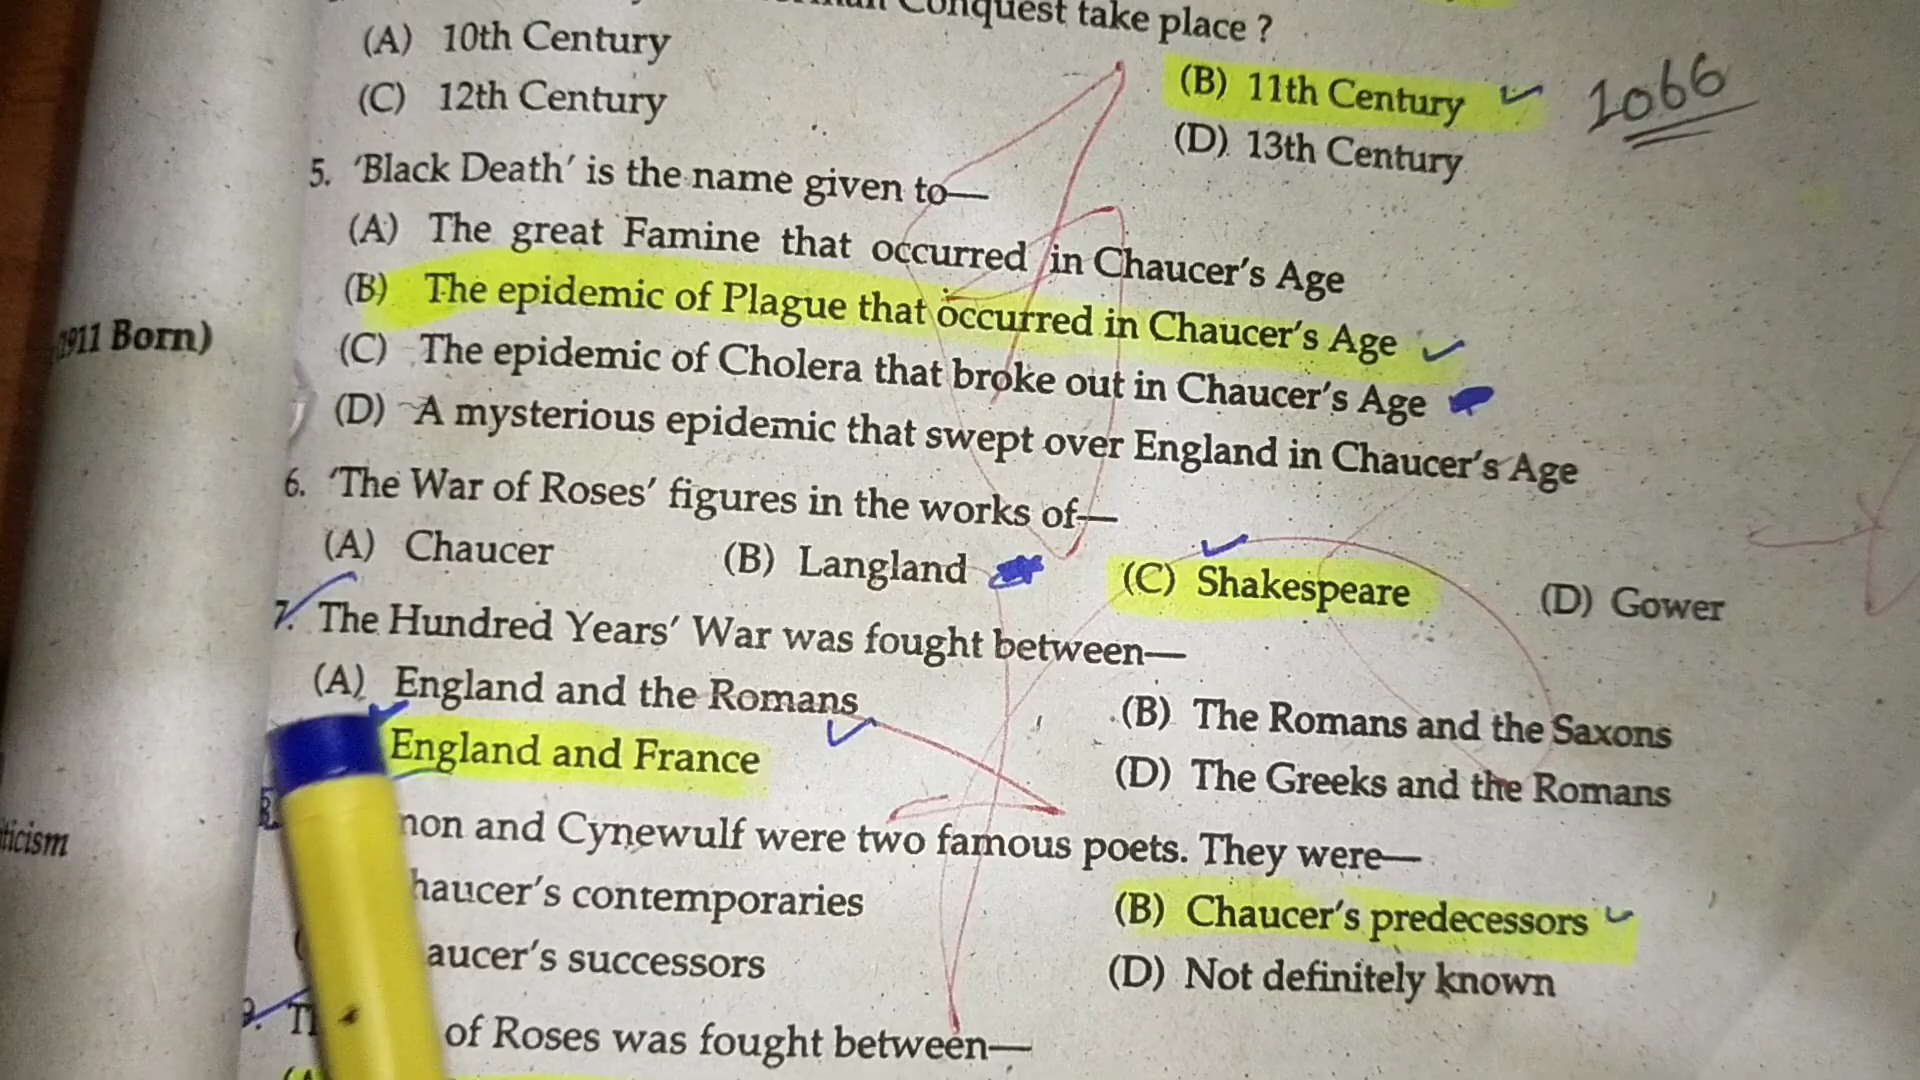 Conquest take place ?
(A) 10th Century
(B) 11th Century 1066
(C) 12th Century
(D) 13th Century
5. 'Black Death' is the name given to—
(A) The great Famine that occurred in Chaucer's Age
(B) The epidemic of Plague that occurred in Chaucer's Age
(C) The epidemic of Cholera that broke out in Chaucer's Age
(D) A mysterious epidemic that swept over England in Chaucer's Age
1911 Born)
6. 'The War of Roses' figures in the works of—
(A) Chaucer (B) Langland (C) Shakespeare (D) Gower
7. The Hundred Years' War was fought between—
(A) England and the Romans (B) The Romans and the Saxons
England and France (D) The Greeks and the Romans
8. and Cynewulf were two famous poets. They were—
haucer's contemporaries (B) Chaucer's predecessors
aucer's successors (D) Not definitely known
ticism
9. of Roses was fought between—